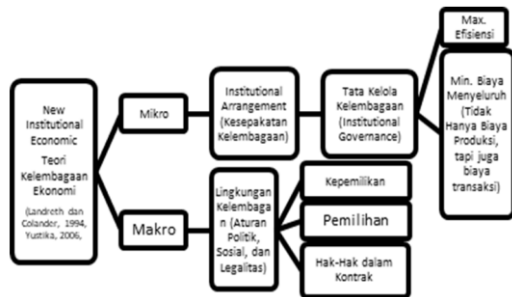 New
Institutional
Economic
Teori
Kelembagaan
Ekonomi
(Landreth dan
Colander, 1994,
Yustika, 2006,
Mikro
Institutional
Arrangement
(Kesepakatan
Kelembagaan)
Tata Kelola
Kelembagaan
(Institutional
Governance)
Max.
Efisiensi
Min. Biaya
Menyeluruh
(Tidak
Hanya Biaya
Produksi,
tapi juga
biaya
transaksi)
Makro
Lingkungan
Kelembaga
n (Aturan
Politik,
Sosial, dan
Legalitas)
Kepemilikan
Pemilihan
Hak-Hak dalam
Kontrak